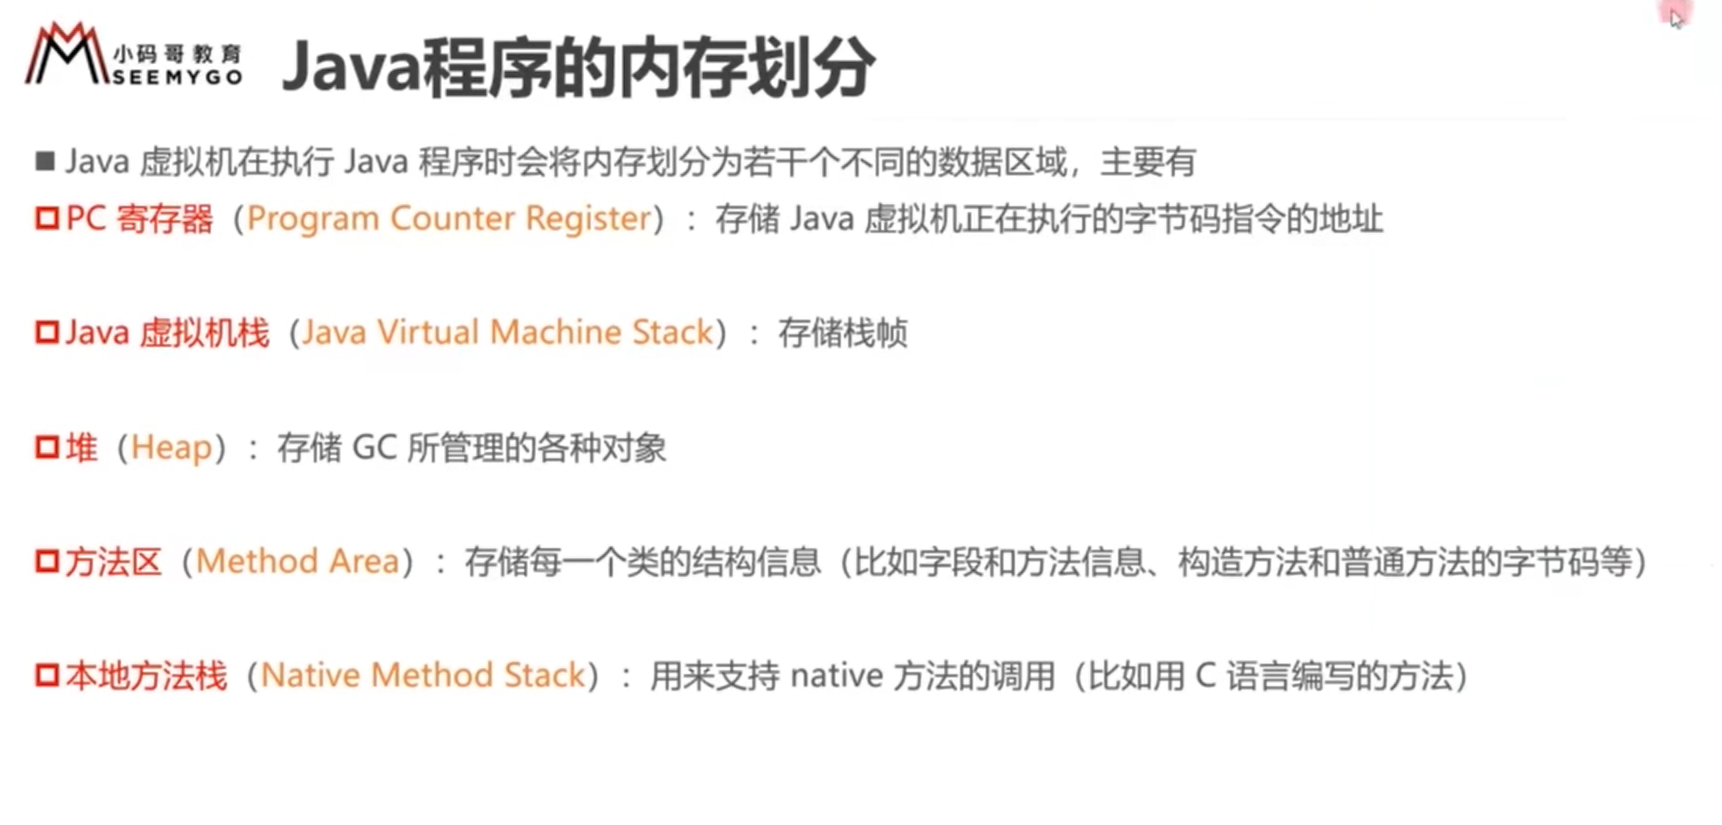 小码哥教育
SEEMYGO
Java程序的内存划分
Java 虚拟机在执行 Java 程序时会将内存划分为若干个不同的数据区域，主要有
PC 寄存器（Program Counter Register）：存储 Java 虚拟机正在执行的字节码指令的地址
Java 虚拟机栈（Java Virtual Machine Stack）：存储栈帧
堆（Heap）：存储 GC 所管理的各种对象
方法区（Method Area）：存储每一个类的结构信息（比如字段和方法信息、构造方法和普通方法的字节码等）
本地方法栈（Native Method Stack）：用来支持 native 方法的调用（比如用 C 语言编写的方法）